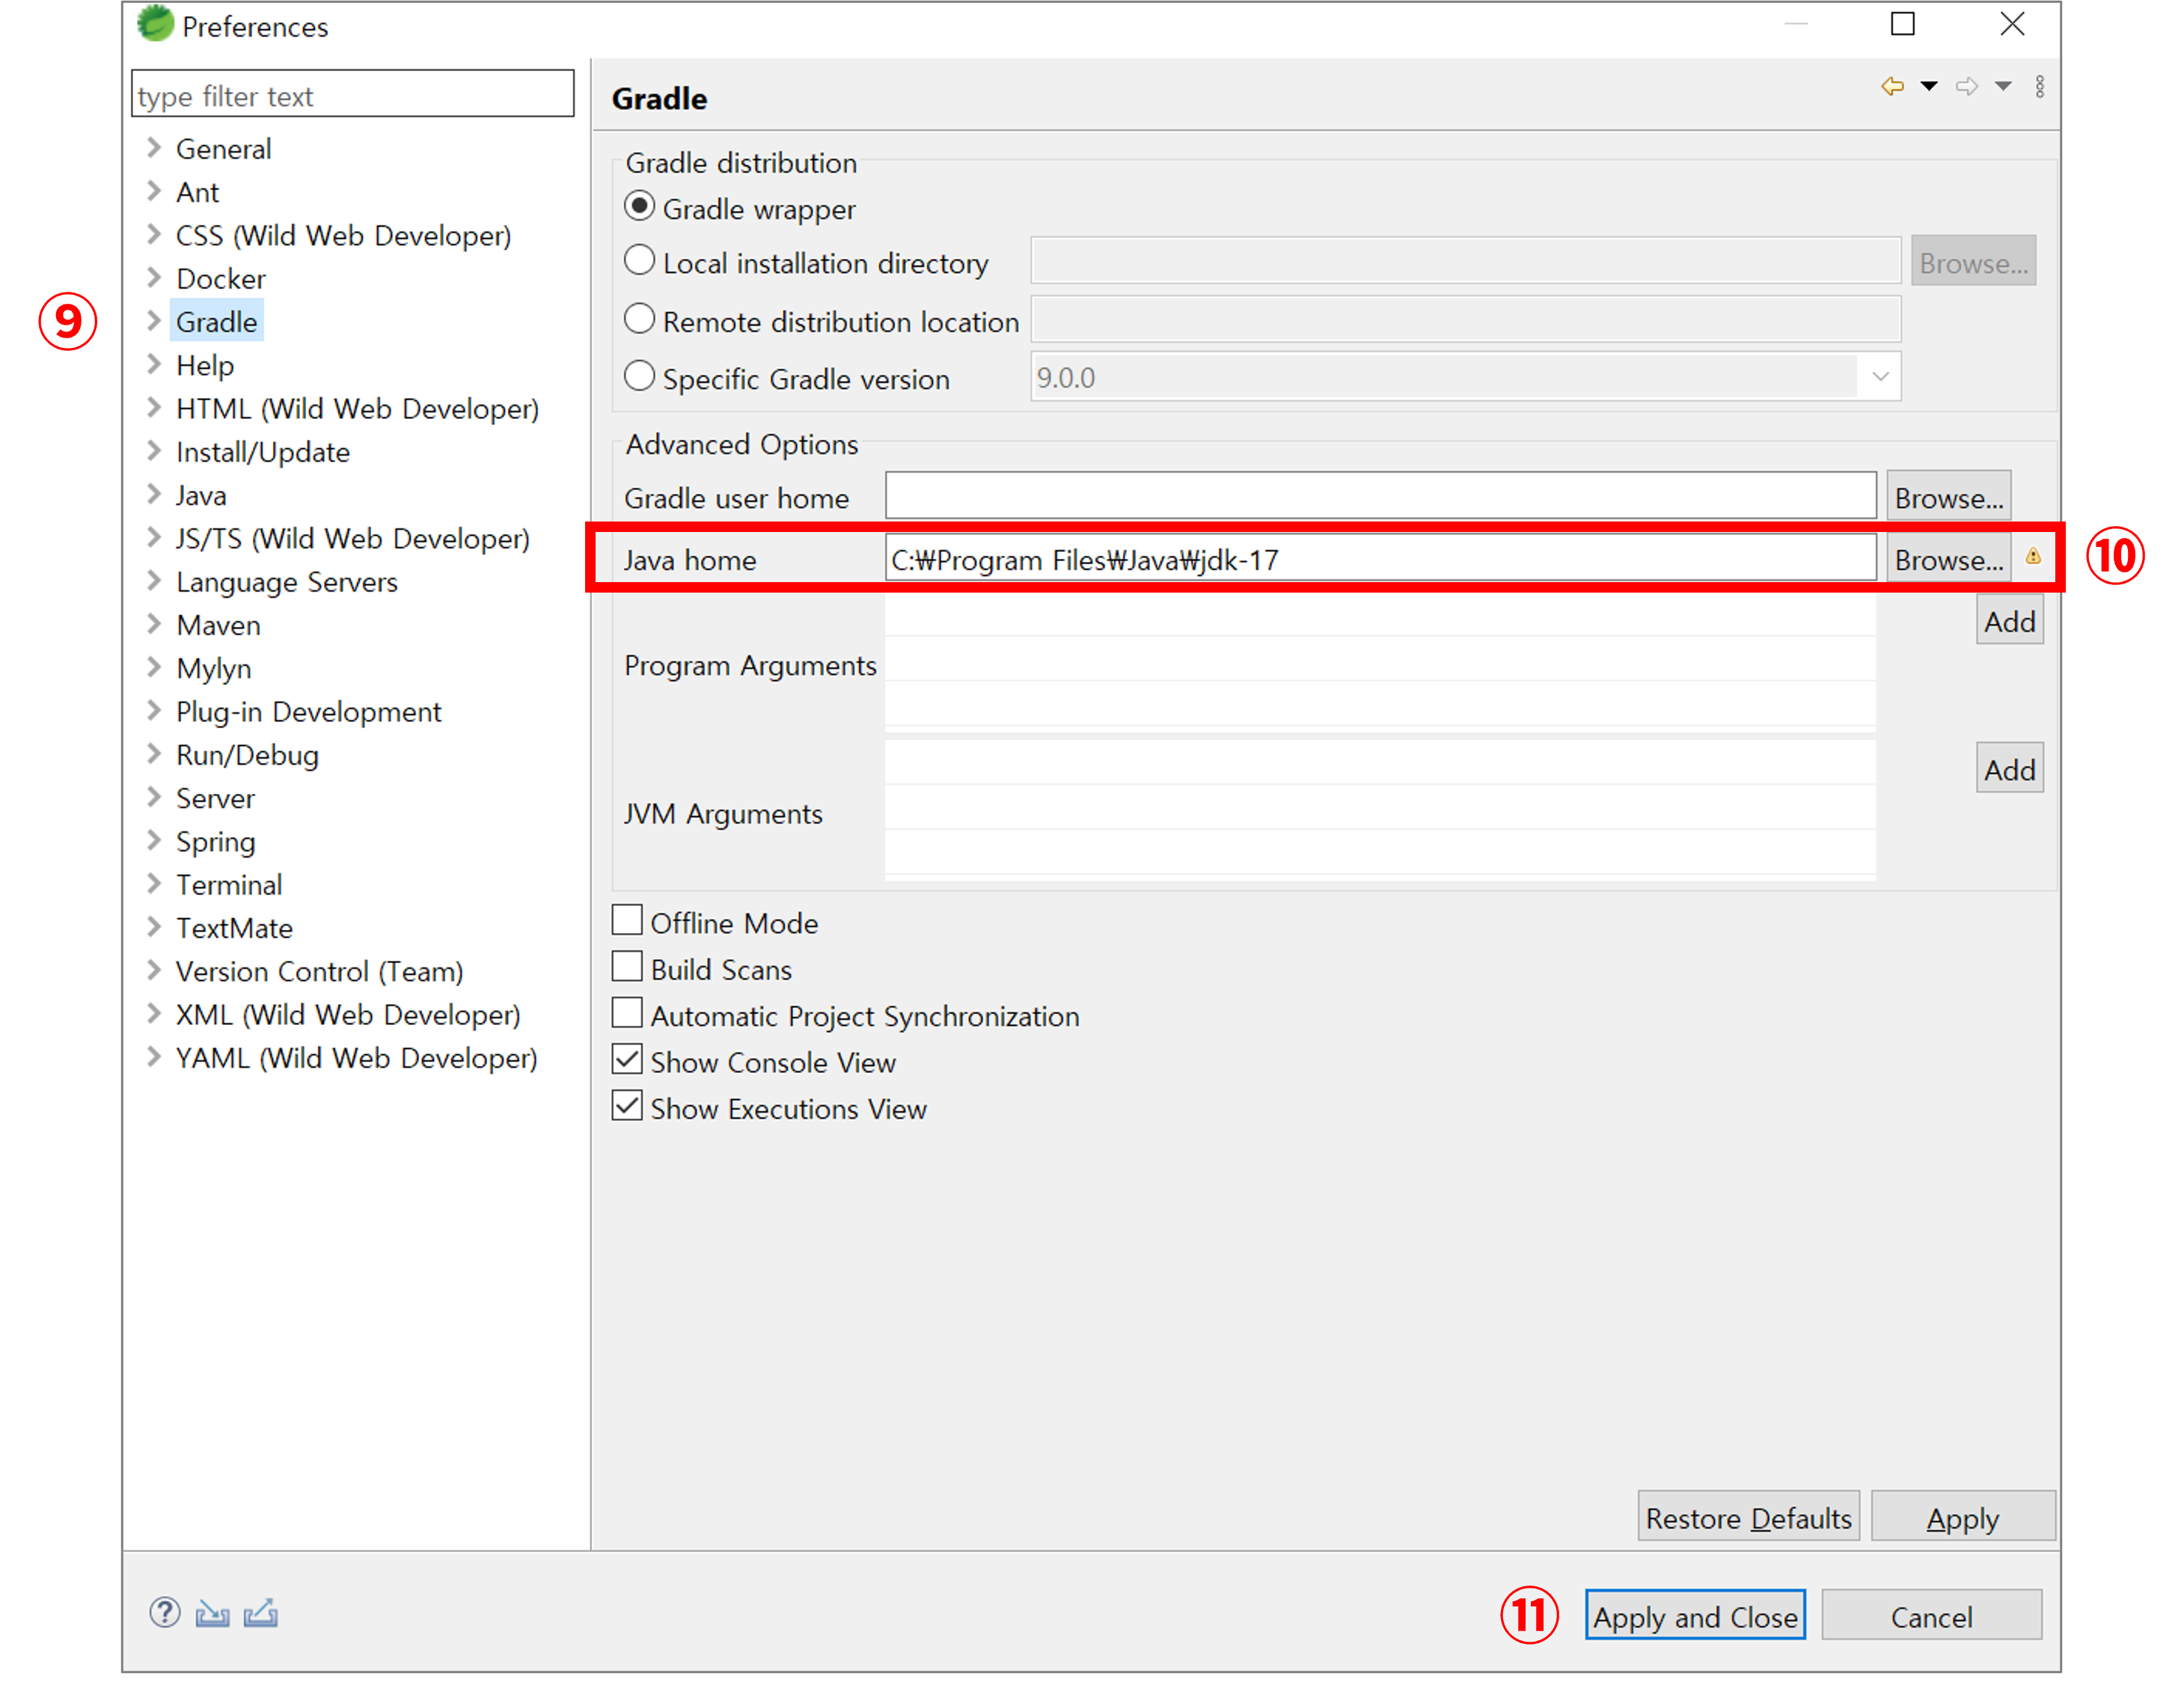 Preferences
type filter text
General
Ant
CSS (Wild Web Developer)
Docker
⑨
Gradle
Help
HTML (Wild Web Developer)
Install/Update
Java
JS/TS (Wild Web Developer)
Language Servers
Maven
Mylyn
Plug-in Development
Run/Debug
Server
Spring
Terminal
TextMate
Version Control (Team)
XML (Wild Web Developer)
YAML (Wild Web Developer)
Gradle
Gradle distribution
Gradle wrapper
Local installation directory Browse...
Remote distribution location
Specific Gradle version 9.0.0
Advanced Options
Gradle user home Browse...
Java home C:₩Program Files₩Java₩jdk-17 Browse... ⑩
Add
Program Arguments
Add
JVM Arguments
Offline Mode
Build Scans
Automatic Project Synchronization
Show Console View
Show Executions View
Restore Defaults Apply
? ⑪ Apply and Close Cancel